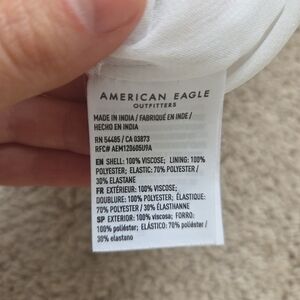 AMERICAN EAGLE
OUTFITTERS
MADE IN INDIA / FABRIQUÉ EN INDE /
HECHO EN INDIA
RN 54485 / CA 03873
RFC# AEM120605U9A
EN SHELL: 100% VISCOSE; LINING: 100%
POLYESTER; ELASTIC: 70% POLYESTER /
30% ELASTANE
FR EXTÉRIEUR: 100% VISCOSE;
DOUBLURE: 100% POLYESTER; ÉLASTIQUE:
70% POLYESTER / 30% ÉLASTHANNE
SP EXTERIOR: 100% viscosa; FORRO:
100% poliéster; ELÁSTICO: 70% poliéster /
30% elastano